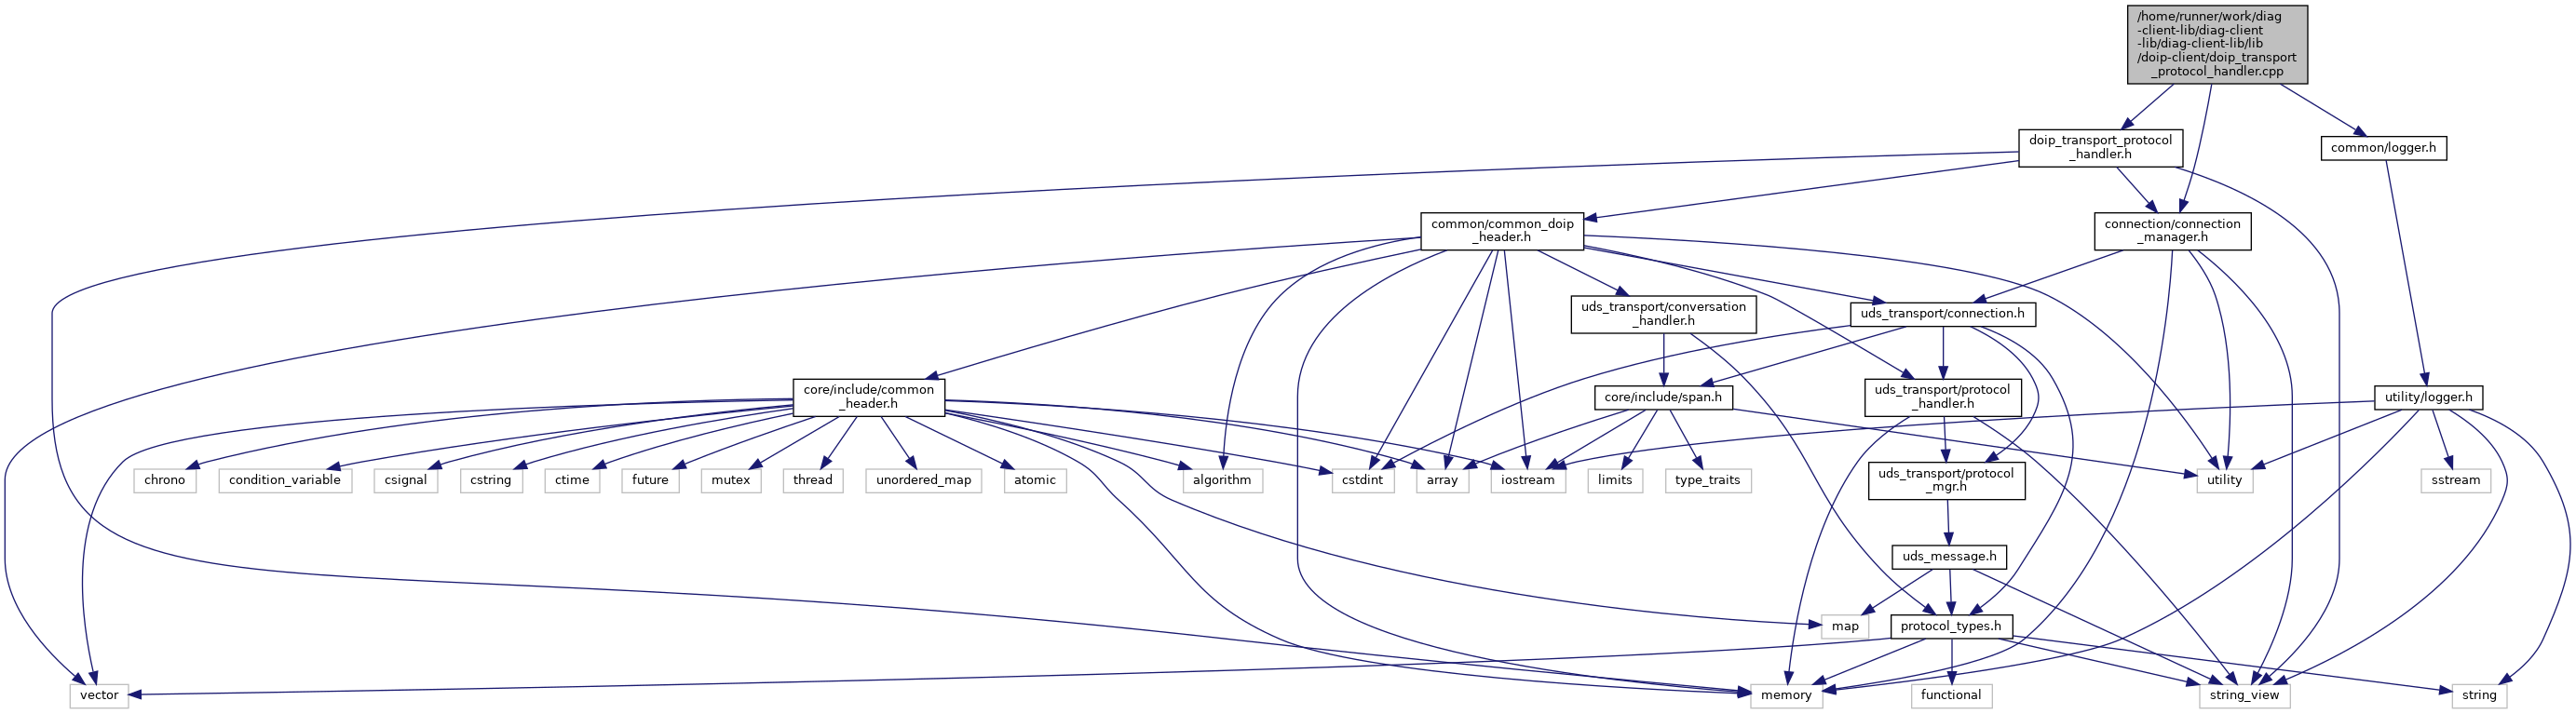 /home/runner/work/diag
-client-lib/diag-client
-lib/diag-client-lib/lib
/doip-client/doip_transport
_protocol_handler.cpp
doip_transport_protocol
_handler.h
common/logger.h
common/common_doip
_header.h
connection/connection
_manager.h
uds_transport/conversation
_handler.h
uds_transport/connection.h
core/include/common
_header.h
core/include/span.h
uds_transport/protocol
_handler.h
utility/logger.h
chrono
condition_variable
csignal
cstring
ctime
future
mutex
thread
unordered_map
atomic
algorithm
cstdint
array
iostream
limits
type_traits
uds_transport/protocol
_mgr.h
utility
sstream
uds_message.h
map
protocol_types.h
vector
memory
functional
string_view
string